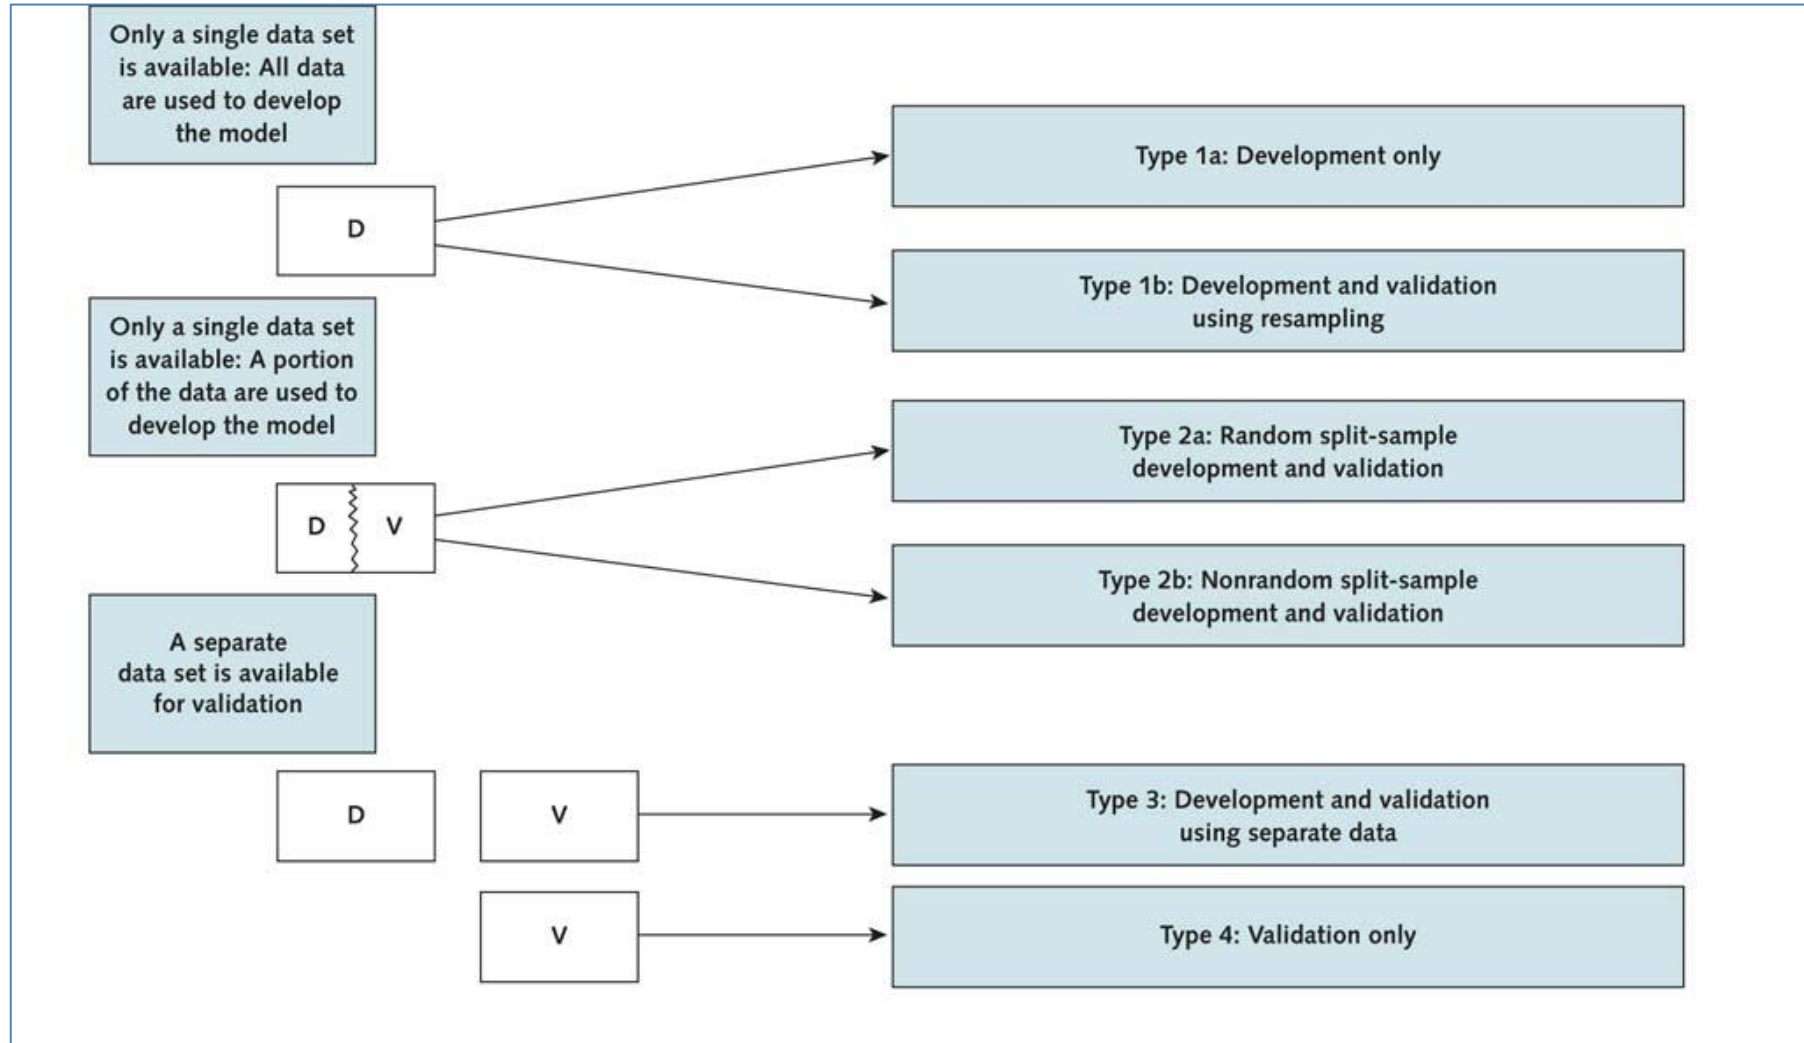 Only a single data set
is available: All data
are used to develop
the model
Type 1a: Development only
D
Type 1b: Development and validation
using resampling
Only a single data set
is available: A portion
of the data are used to
develop the model
Type 2a: Random split-sample
development and validation
D V
Type 2b: Nonrandom split-sample
development and validation
A separate
data set is available
for validation
D V
Type 3: Development and validation
using separate data
V
Type 4: Validation only